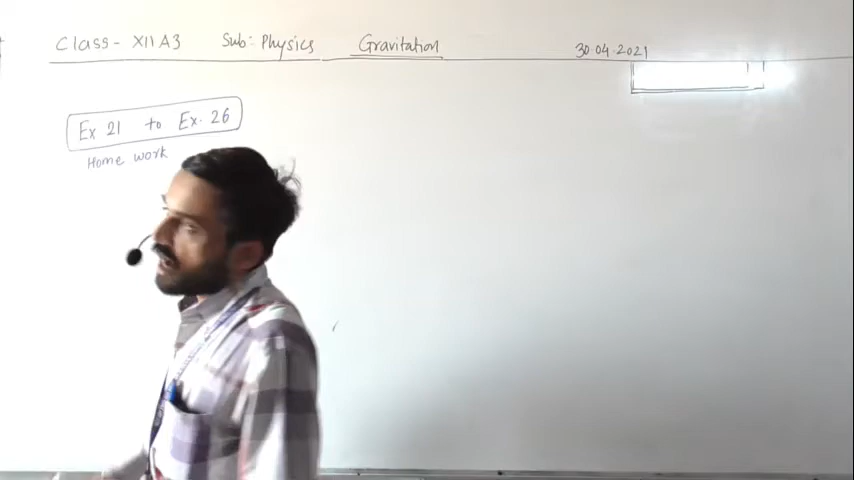 Class - XII A3 Sub: Physics Gravitation 30.04.2021
Ex 21 to Ex. 26
Home work